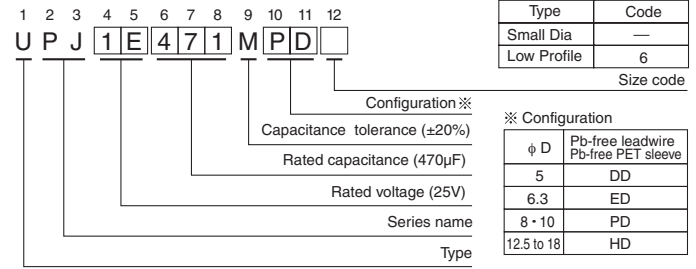 1 2 3 4 5 6 7 8 9 10 11 12
U P J 1 E 4 7 1 M P D
Configuration※
Capacitance tolerance (±20%)
Rated capacitance (470µF)
Rated voltage (25V)
Series name
Type
Type Code
Small Dia —
Low Profile 6
Size code
※ Configuration
ϕ D Pb-free leadwire
Pb-free PET sleeve
5 DD
6.3 ED
8・10 PD
12.5 to 18 HD